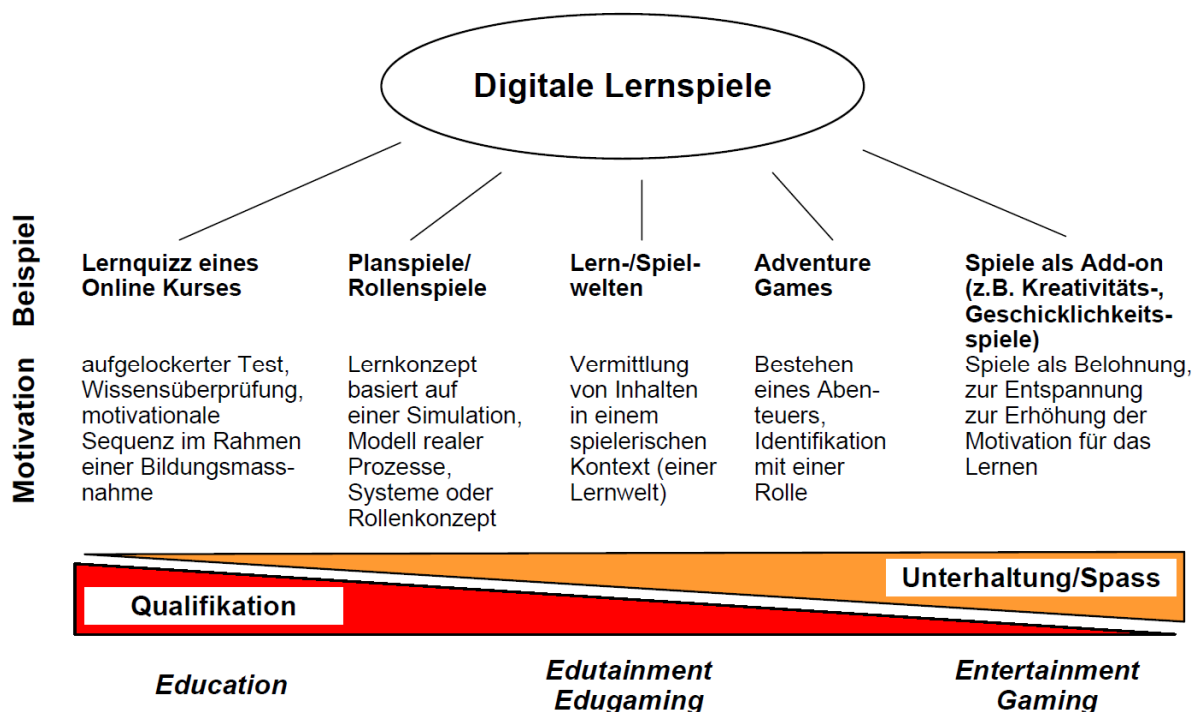 Digitale Lernspiele
Beispiel
Lernquizz eines
Online Kurses
Planspiele/
Rollenspiele
Lern-/Spiel-
welten
Adventure
Games
Spiele als Add-on
(z.B. Kreativitäts-,
Geschicklichkeits-
spiele)
Motivation
aufgelockerter Test,
Wissensüberprüfung,
motivationale
Sequenz im Rahmen
einer Bildungsmass-
nahme
Lernkonzept
basiert auf
einer Simulation,
Modell realer
Prozesse,
Systeme oder
Rollenkonzept
Vermittlung
von Inhalten
in einem
spielerischen
Kontext (einer
Lernwelt)
Bestehen
eines Aben-
teuers,
Identifikation
mit einer
Rolle
Spiele als Belohnung,
zur Entspannung
zur Erhöhung der
Motivation für das
Lernen
Qualifikation
Unterhaltung/Spass
Education
Edutainment
Edugaming
Entertainment
Gaming